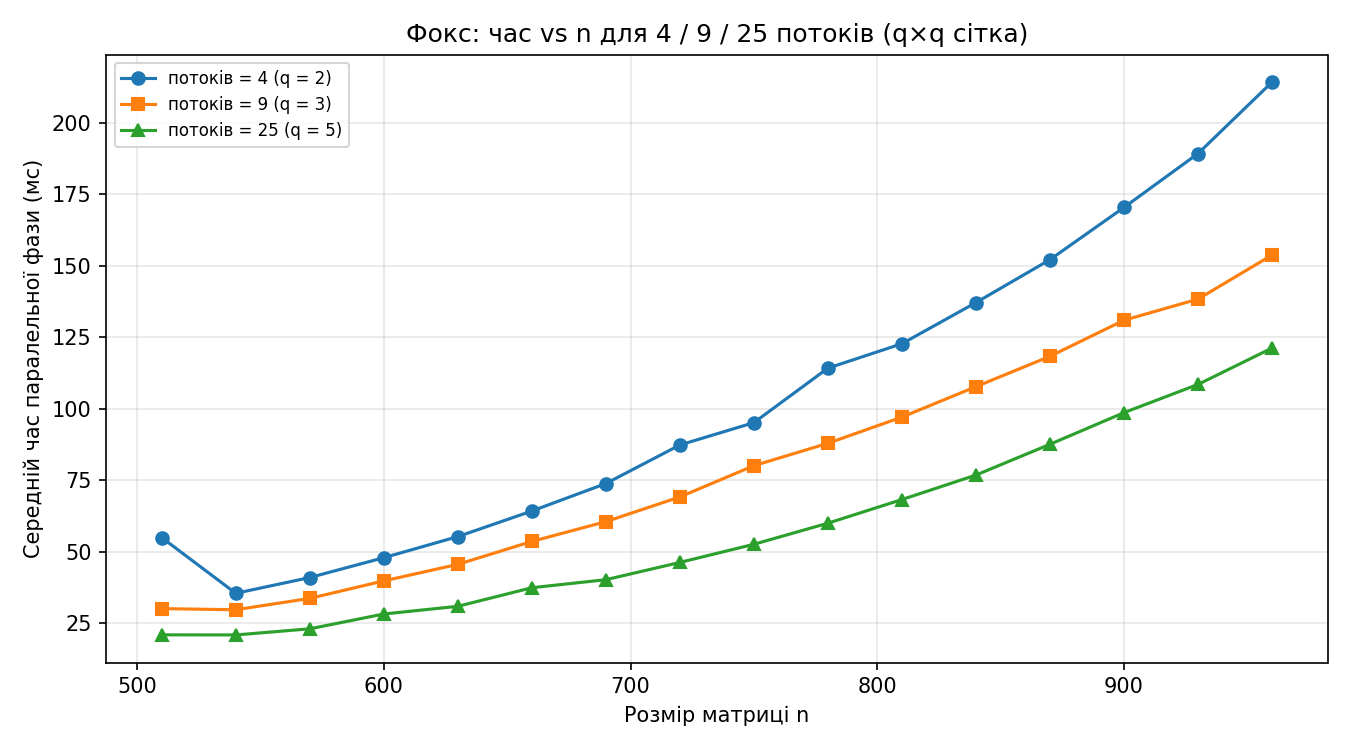 Фокс: час vs n для 4 / 9 / 25 потоків (q×q сітка)
потоків = 4 (q = 2)
потоків = 9 (q = 3)
потоків = 25 (q = 5)
Середній час паралельної фази (мс)
200
175
150
125
100
75
50
25
500 600 700 800 900
Розмір матриці n